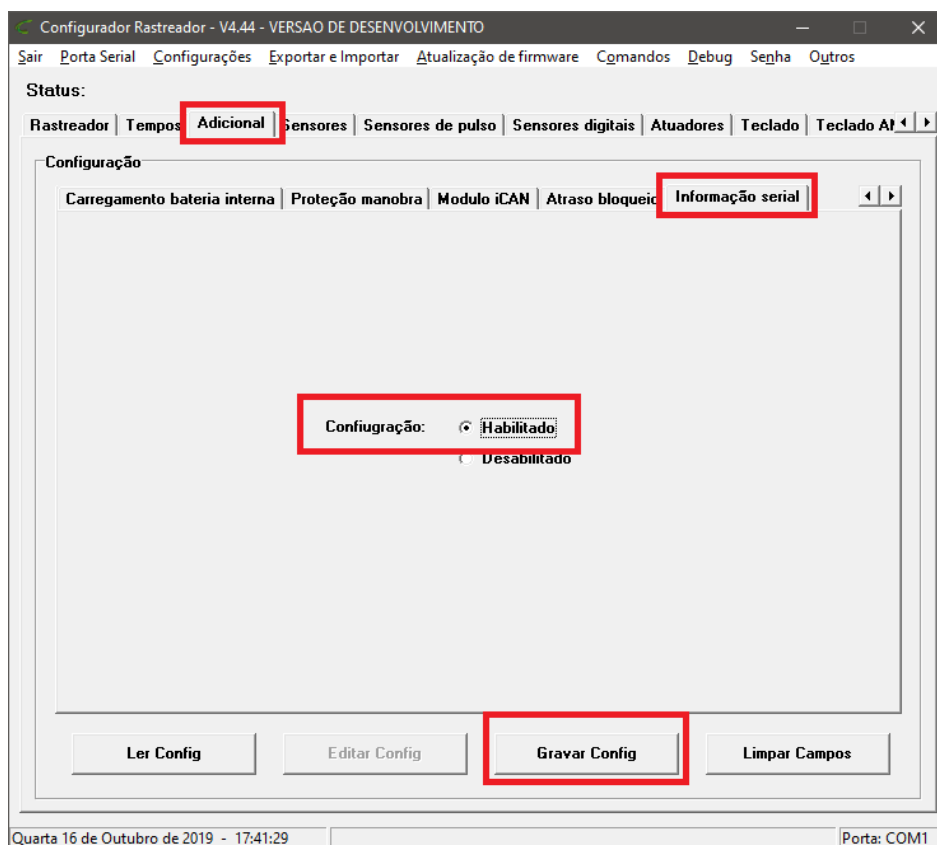 Configurador Rastreador - V4.44 - VERSAO DE DESENVOLVIMENTO
Sair Porta Serial Configurações Exportar e Importar Atualização de firmware Comandos Debug Senha Outros
Status:
Rastreador Tempos Adicional Sensores Sensores de pulso Sensores digitais Atuadores Teclado Teclado
Configuração
Carregamento bateria interna Proteção manobra Modulo iCAN Atraso bloqueio Informação serial
Confiugração: Habilitado
Desabilitado
Ler Config Editar Config Gravar Config Limpar Campos
Quarta 16 de Outubro de 2019 - 17:41:29 Porta: COM1